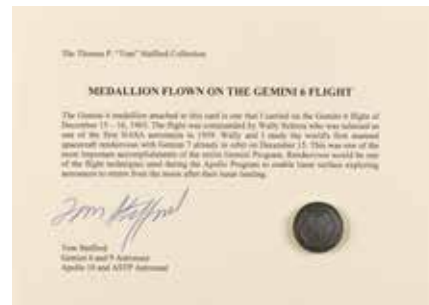 The Thomas P. "Tom" Stafford Collection
MEDALLION FLOWN ON THE GEMINI 6 FLIGHT
The Gemini 6 medallion attached to this card is one that I carried on the Gemini 6 flight of
December 15 – 16, 1965. The flight was commanded by Wally Schirra who was selected as
one of the first NASA astronauts in 1959. Wally and I made the world's first manned
spacecraft rendezvous with Gemini 7 already in orbit on December 15. This was one of the
most important accomplishments of the entire Gemini Program. Rendezvous would be one
of the flight techniques used during the Apollo Program to enable lunar surface exploring
astronauts to return from the moon after their lunar landing.
Tom Stafford
Tom Stafford
Gemini 6 and 9 Astronaut
Apollo 10 and ASTP Astronaut